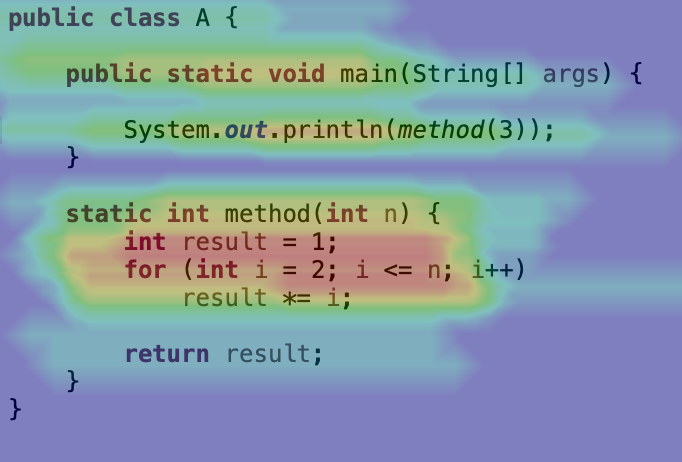 public class A {
public static void main(String[] args) {
System.out.println(method(3));
}
static int method(int n) {
int result = 1;
for (int i = 2; i <= n; i++)
result *= i;
return result;
}
}